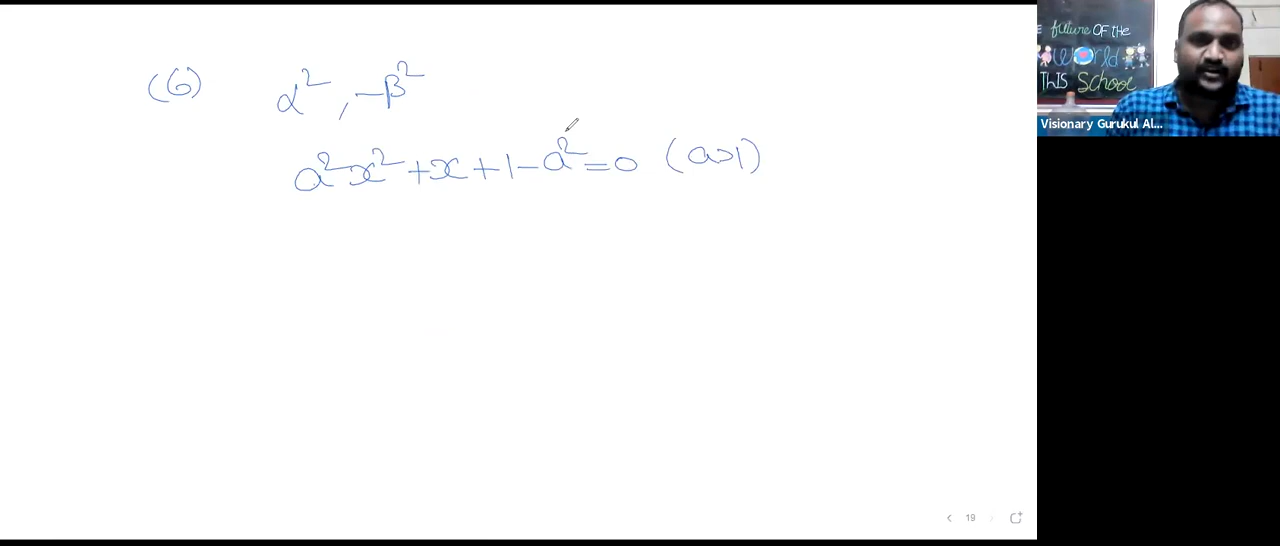 (6) α², -β²
a²x² + x + 1 - a² = 0 (a>1)
FUTURE OF THE
WORLD
THIS SCHOOL
Visionary Gurukul Al...
19